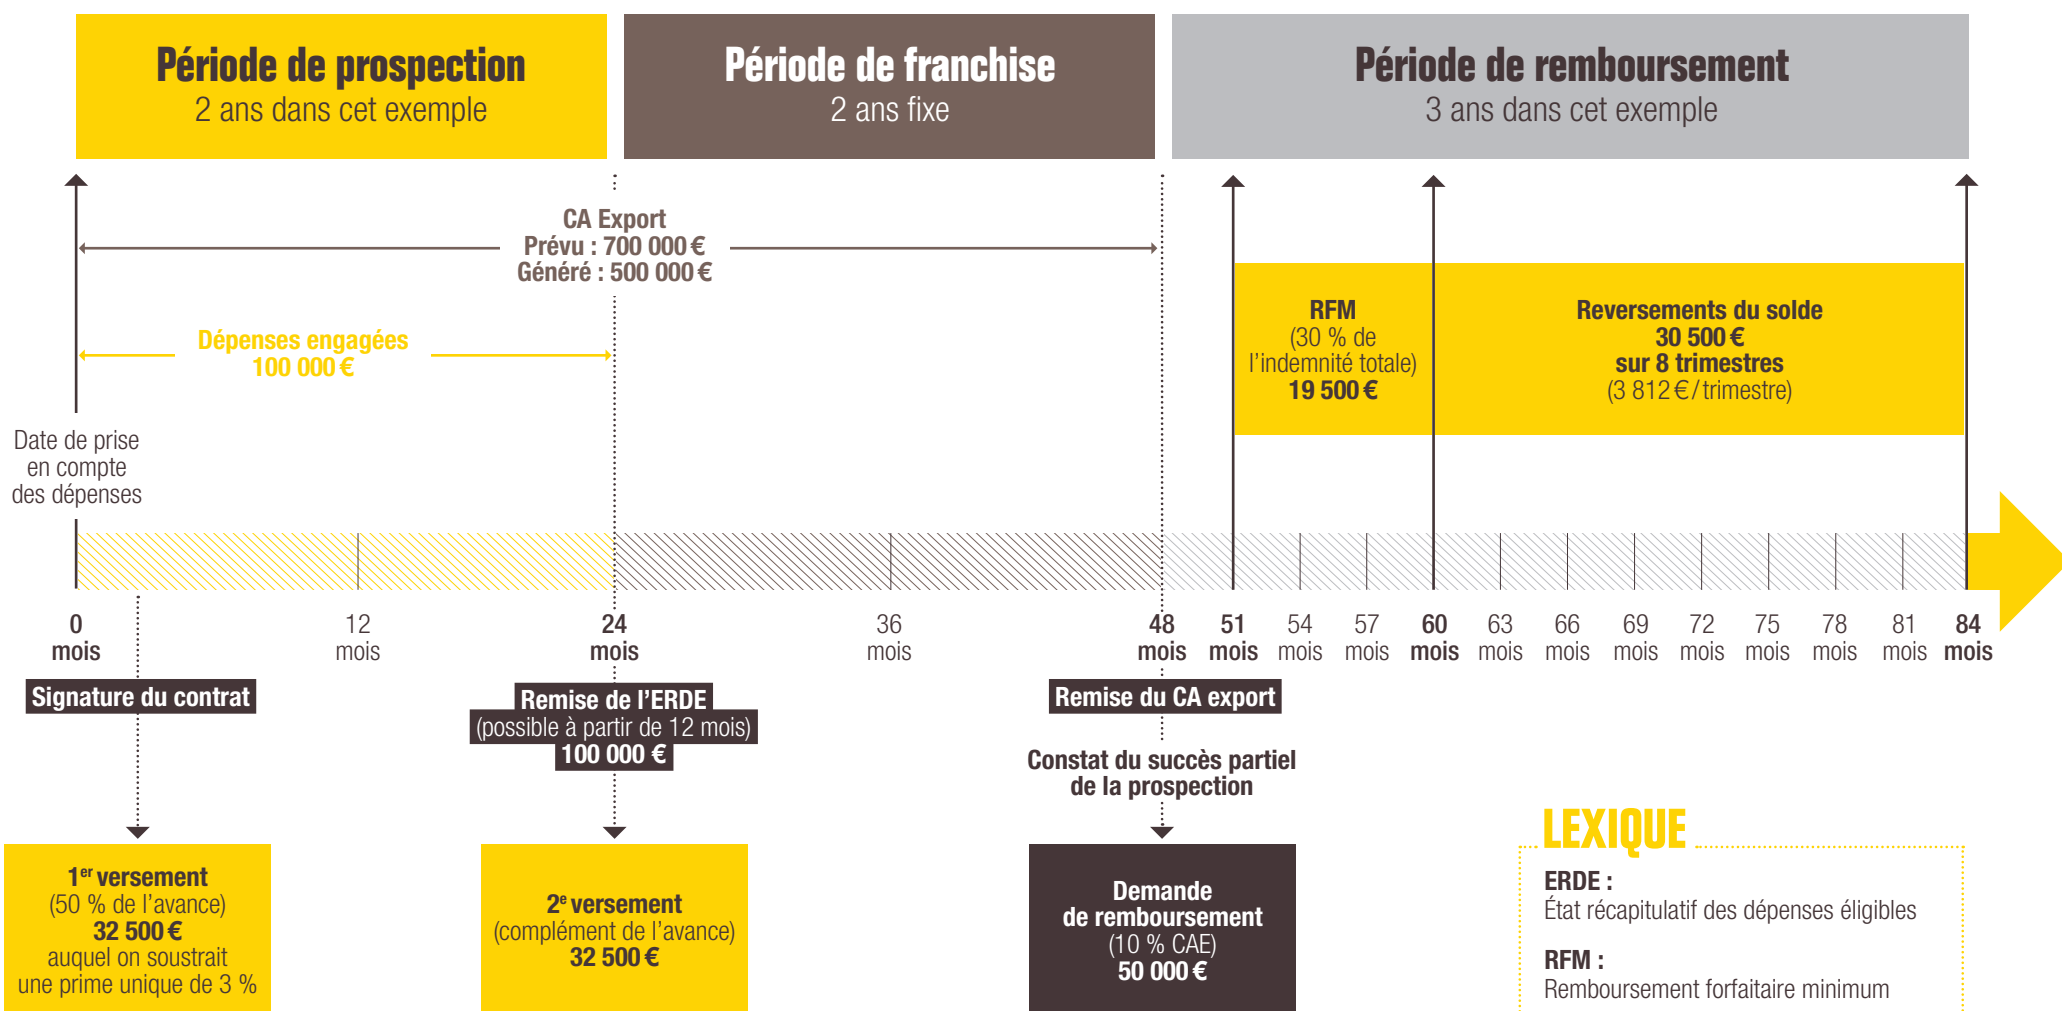 Période de prospection
2 ans dans cet exemple
Période de franchise
2 ans fixe
Période de remboursement
3 ans dans cet exemple
CA Export
Prévu : 700 000 €
Généré : 500 000 €
Dépenses engagées
100 000 €
RFM
(30 % de
l’indemnité totale)
19 500 €
Reversements du solde
30 500 €
sur 8 trimestres
(3 812 € / trimestre)
Date de prise
en compte
des dépenses
0
mois
12
mois
24
mois
36
mois
48
mois
51
mois
54
mois
57
mois
60
mois
63
mois
66
mois
69
mois
72
mois
75
mois
78
mois
81
mois
84
mois
Signature du contrat
Remise de l’ERDE
(possible à partir de 12 mois)
100 000 €
Remise du CA export
Constat du succès partiel
de la prospection
1er versement
(50 % de l’avance)
32 500 €
auquel on soustrait
une prime unique de 3 %
2e versement
(complément de l’avance)
32 500 €
Demande
de remboursement
(10 % CAE)
50 000 €
LEXIQUE
ERDE :
État récapitulatif des dépenses éligibles
RFM :
Remboursement forfaitaire minimum